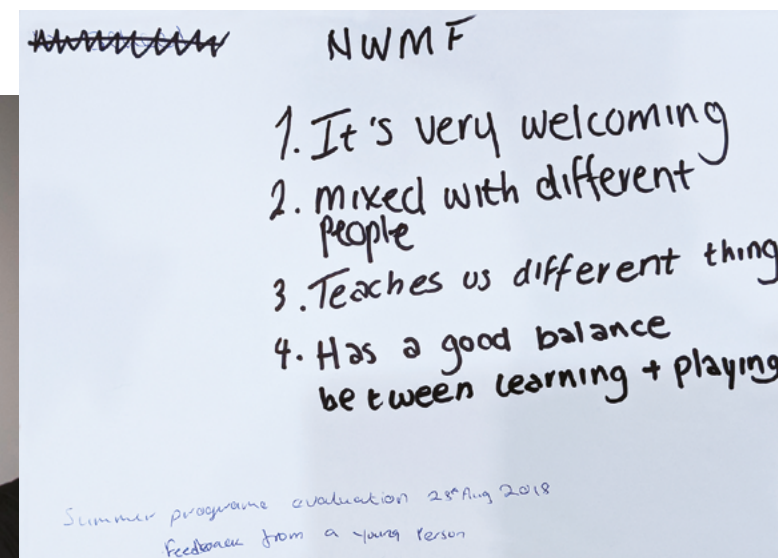 NWMF
1. It's very welcoming
2. mixed with different
people
3. Teaches us different thing
4. Has a good balance
between learning + playing
Summer programe evaluation 28th Aug 2018
Feedback from a young Person